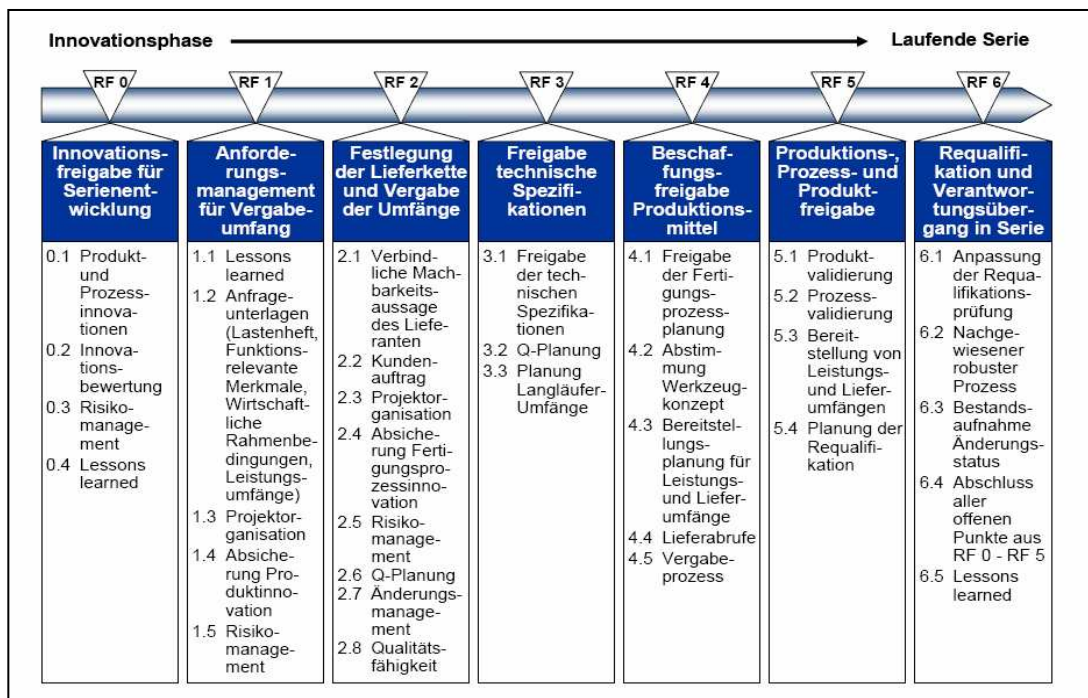 Innovationsphase
Laufende Serie
RF 0
RF 1
RF 2
RF 3
RF 4
RF 5
RF 6
Innovations-
freigabe für
Serienent-
wicklung
0.1 Produkt-
und
Prozess-
innova-
tionen
0.2 Innova-
tions-
bewertung
0.3 Risiko-
manage-
ment
0.4 Lessons
learned
Anforde-
rungs-
management
für Vergabe-
umfang
1.1 Lessons
learned
1.2 Anfrage-
unterlagen
(Lastenheft,
Funktions-
relevante
Merkmale,
Wirtschaft-
liche
Rahmenbe-
dingungen,
Leistungs-
umfänge)
1.3 Projektor-
ganisation
1.4 Absiche-
rung Pro-
duktinno-
vation
1.5 Risiko-
manage-
ment
Festlegung
der Lieferkette
und Vergabe
der Umfänge
2.1 Verbind-
liche Mach-
barkeits-
aussage
des Liefe-
ranten
2.2 Kunden-
auftrag
2.3 Projektor-
ganisation
2.4 Absiche-
rung Ferti-
gungspro-
zessinno-
vation
2.5 Risiko-
manage-
ment
2.6 Q-Planung
2.7 Änderungs-
manage-
ment
2.8 Qualitäts-
fähigkeit
Freigabe
technische
Spezifi-
kationen
3.1 Freigabe
der tech-
nischen
Spezifika-
tionen
3.2 Q-Planung
3.3 Planung
Langläufer-
Umfänge
Beschaf-
fungsfreigabe
Produktions-
mittel
4.1 Freigabe
der Ferti-
gungs-
prozess-
planung
4.2 Abstim-
mung
Werkzeug-
konzept
4.3 Bereitstel-
lungs-
planung für
Leistungs-
und Liefer-
umfänge
4.4 Lieferabrufe
4.5 Vergabe-
prozess
Produktions-,
Prozess- und
Produkt-
freigabe
5.1 Produkt-
validierung
5.2 Prozess-
validierung
5.3 Bereit-
stellung von
Leistungs-
und Liefer-
umfängen
5.4 Planung der
Requalifi-
kation
Requalifi-
kation und
Verantwor-
tungsüber-
gang in Serie
6.1 Anpassung
der Requa-
lifikations-
prüfung
6.2 Nachge-
wiesener
robuster
Prozess
6.3 Bestands-
aufnahme
Änderungs-
status
6.4 Abschluss
aller
offenen
Punkte aus
RF 0 - RF 5
6.5 Lessons
learned